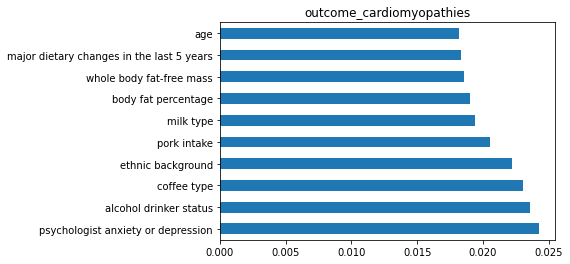 outcome_cardiomyopathies
age
major dietary changes in the last 5 years
whole body fat-free mass
body fat percentage
milk type
pork intake
ethnic background
coffee type
alcohol drinker status
psychologist anxiety or depression
0.000 0.005 0.010 0.015 0.020 0.025